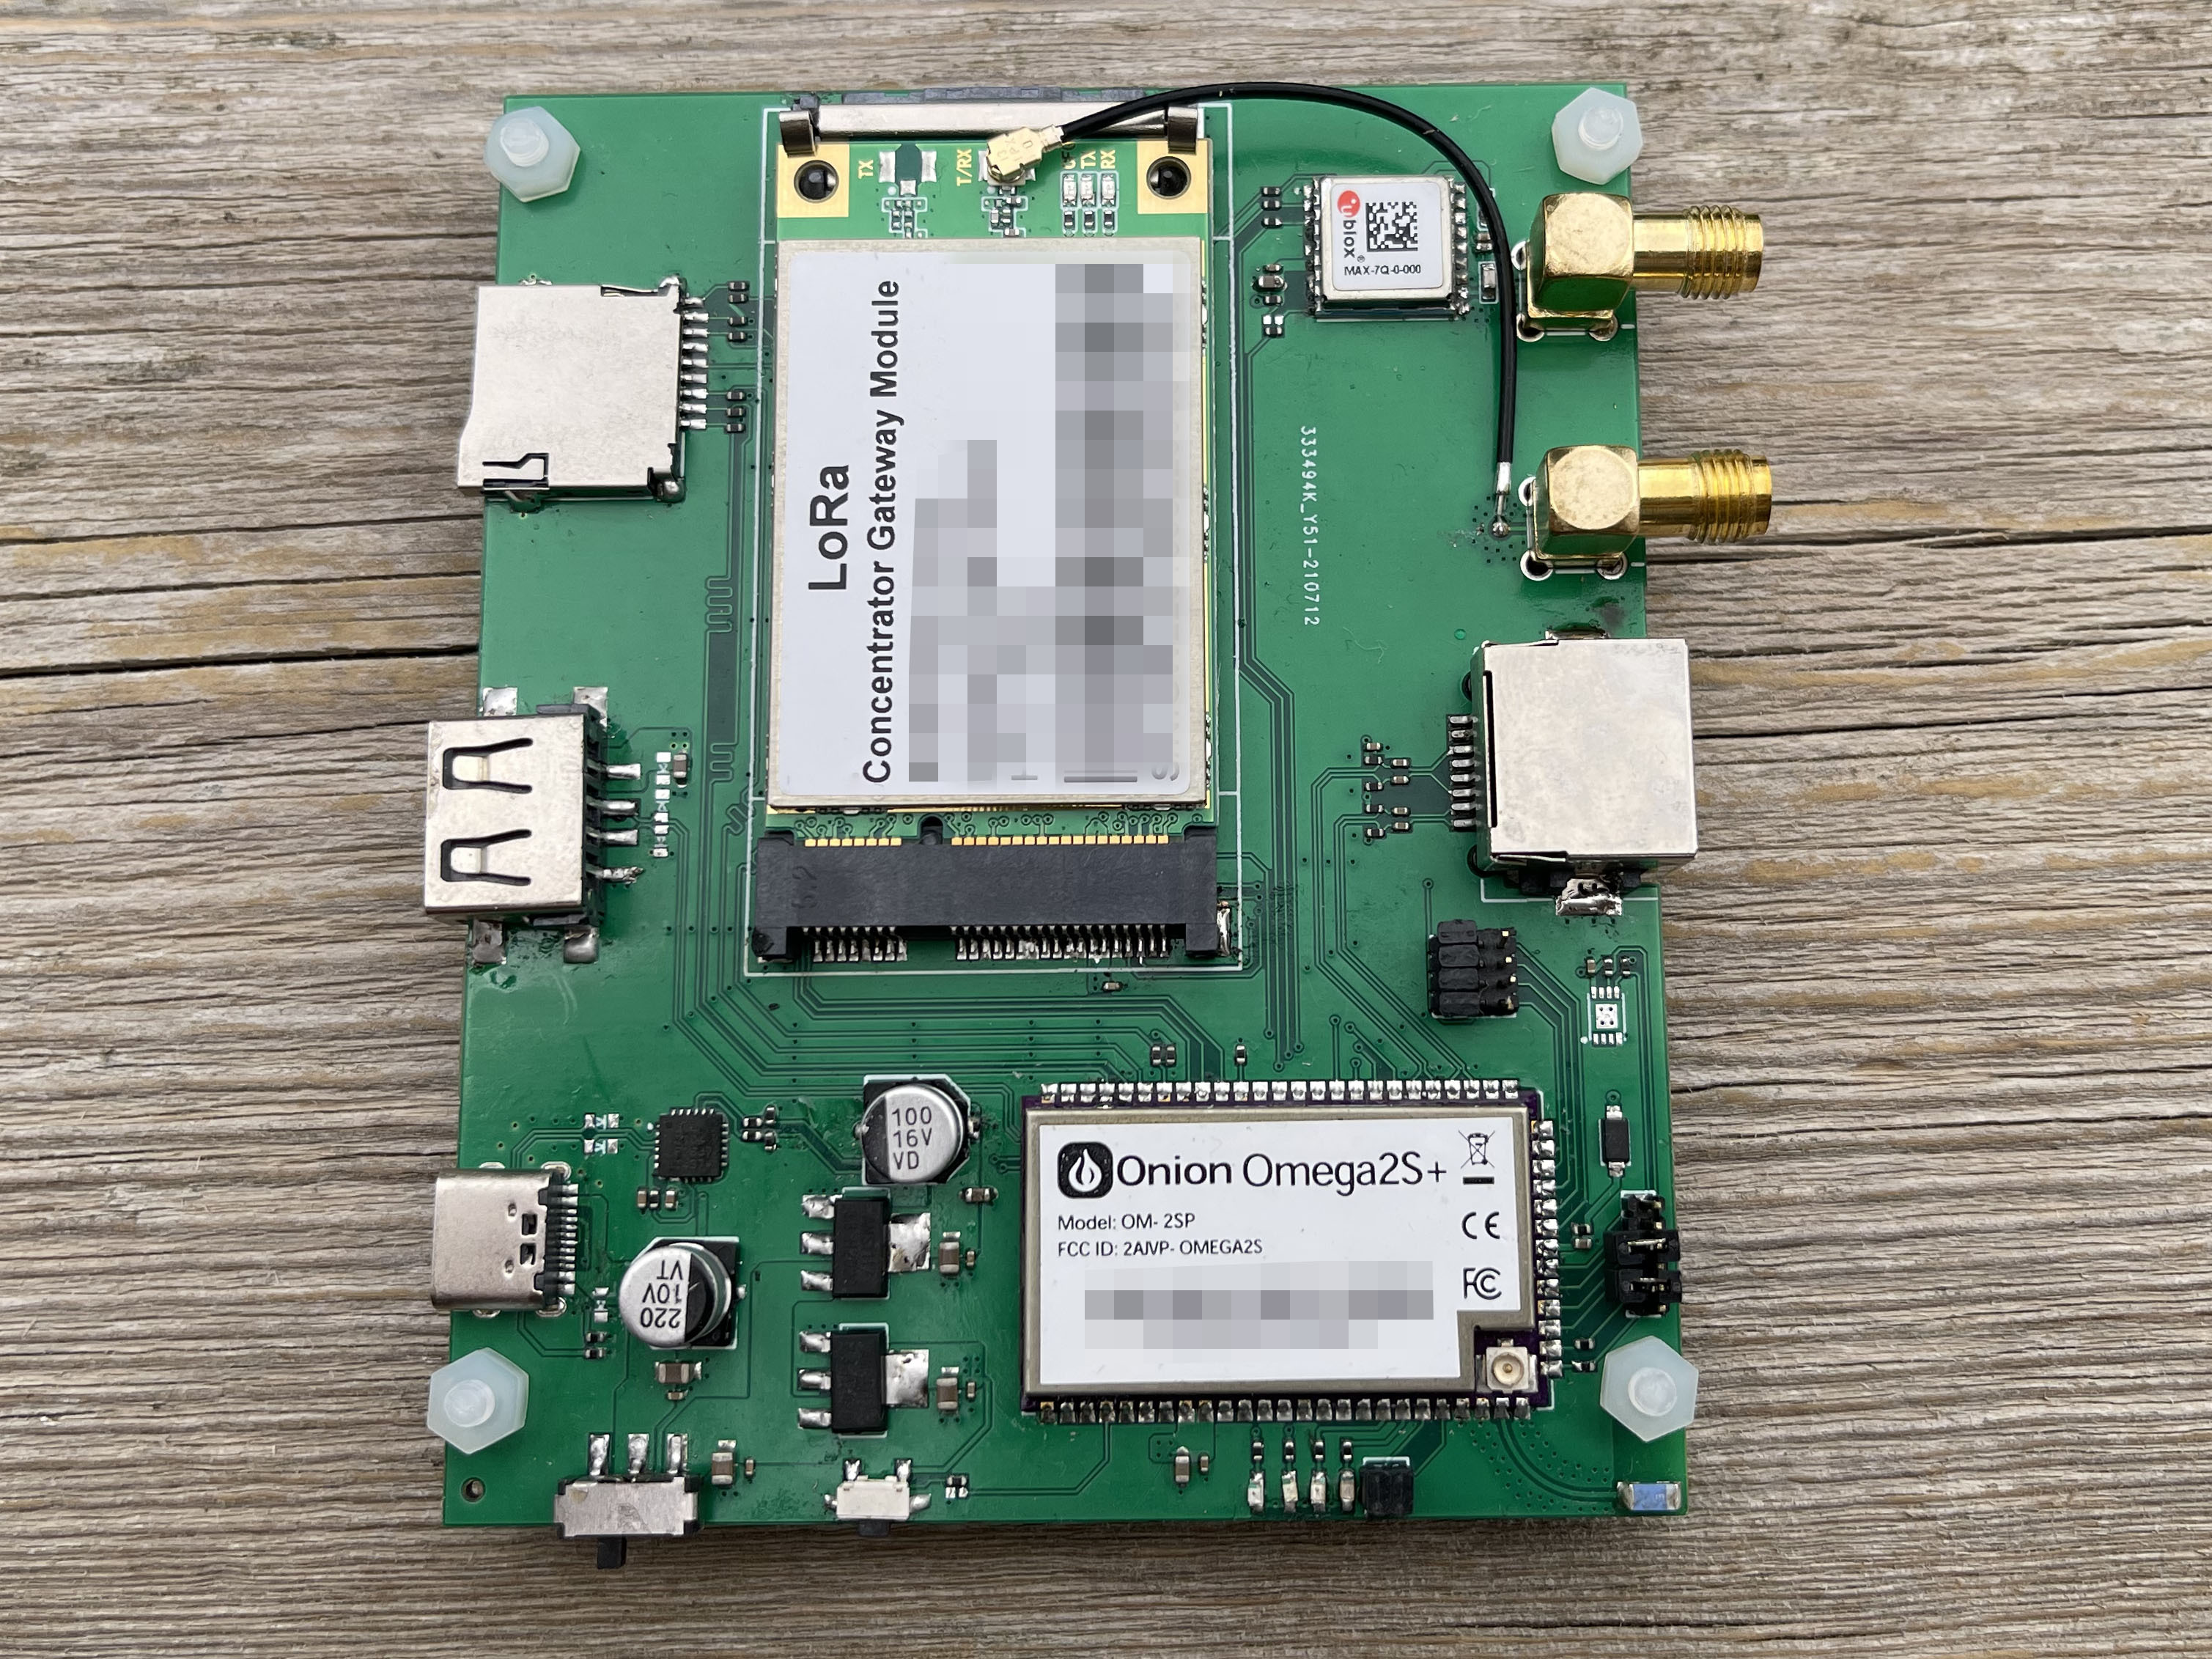 TX
T/RX
TX
RX
ublox
MAX-7Q-0-000
LoRa
Concentrator Gateway Module
333494K_Y51-210712
100
16V
VD
220
10V
VT
Onion Omega2S+
Model: OM- 2SP
FCC ID: 2AJVP- OMEGA2S
CE
FC